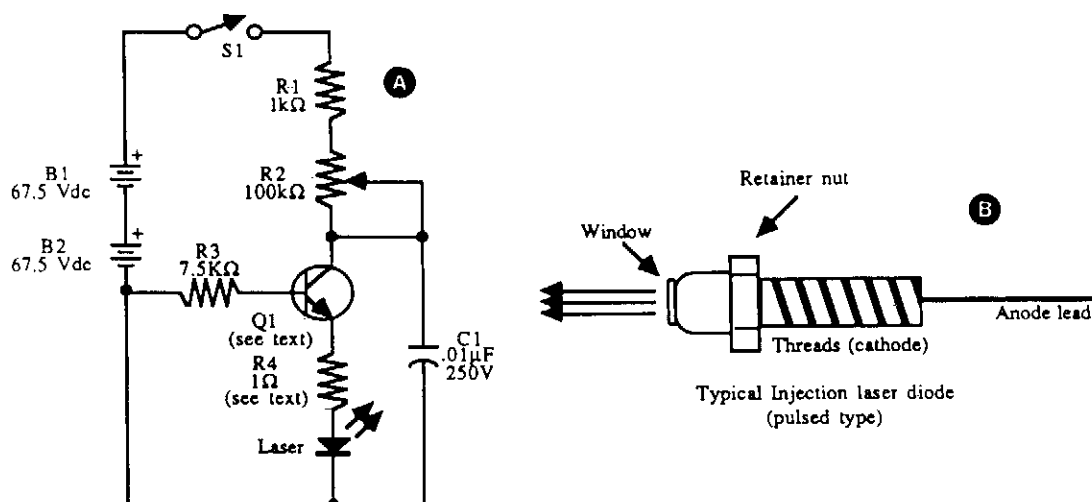 S1
A
R1
1kΩ
B1
67.5 Vdc
+
R2
100kΩ
B2
67.5 Vdc
+
R3
7.5KΩ
Q1
(see text)
R4
1Ω
(see text)
C1
.01µF
250V
Laser
Retainer nut
B
Window
Anode lead
Threads (cathode)
Typical Injection laser diode
(pulsed type)